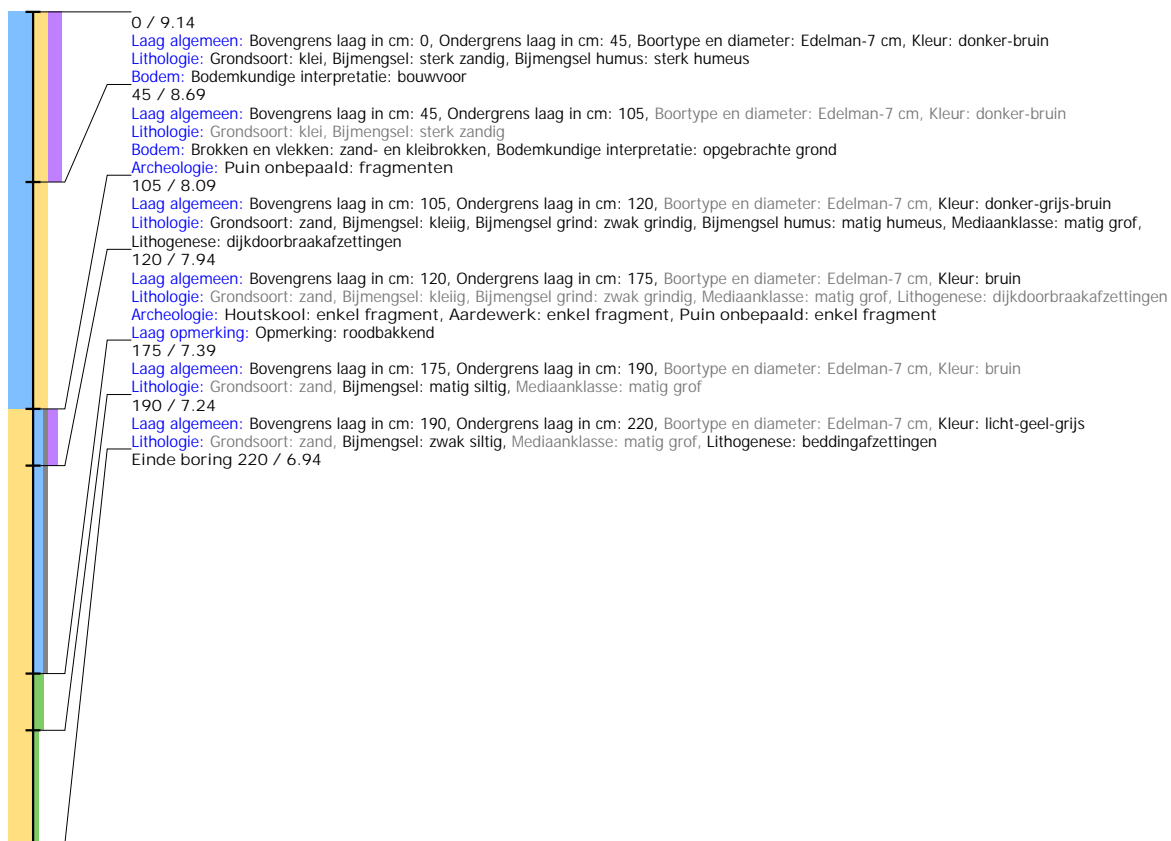 0 / 9.14
Laag algemeen: Bovengrens laag in cm: 0, Ondergrens laag in cm: 45, Boortype en diameter: Edelman-7 cm, Kleur: donker-bruin
Lithologie: Grondsoort: klei, Bijmengsel: sterk zandig, Bijmengsel humus: sterk humeus
Bodem: Bodemkundige interpretatie: bouwvoor
45 / 8.69
Laag algemeen: Bovengrens laag in cm: 45, Ondergrens laag in cm: 105, Boortype en diameter: Edelman-7 cm, Kleur: donker-bruin
Lithologie: Grondsoort: klei, Bijmengsel: sterk zandig
Bodem: Brokken en vlekken: zand- en kleibrokken, Bodemkundige interpretatie: opgebrachte grond
Archeologie: Puin onbepaald: fragmenten
105 / 8.09
Laag algemeen: Bovengrens laag in cm: 105, Ondergrens laag in cm: 120, Boortype en diameter: Edelman-7 cm, Kleur: donker-grijs-bruin
Lithologie: Grondsoort: zand, Bijmengsel: kleiig, Bijmengsel grind: zwak grindig, Bijmengsel humus: matig humeus, Mediaanklasse: matig grof,
Lithogenese: dijkdoorbraakafzettingen
120 / 7.94
Laag algemeen: Bovengrens laag in cm: 120, Ondergrens laag in cm: 175, Boortype en diameter: Edelman-7 cm, Kleur: bruin
Lithologie: Grondsoort: zand, Bijmengsel: kleiig, Bijmengsel grind: zwak grindig, Mediaanklasse: matig grof, Lithogenese: dijkdoorbraakafzettingen
Archeologie: Houtskool: enkel fragment, Aardewerk: enkel fragment, Puin onbepaald: enkel fragment
Laag opmerking: Opmerking: roodbakkend
175 / 7.39
Laag algemeen: Bovengrens laag in cm: 175, Ondergrens laag in cm: 190, Boortype en diameter: Edelman-7 cm, Kleur: bruin
Lithologie: Grondsoort: zand, Bijmengsel: matig siltig, Mediaanklasse: matig grof
190 / 7.24
Laag algemeen: Bovengrens laag in cm: 190, Ondergrens laag in cm: 220, Boortype en diameter: Edelman-7 cm, Kleur: licht-geel-grijs
Lithologie: Grondsoort: zand, Bijmengsel: zwak siltig, Mediaanklasse: matig grof, Lithogenese: beddingafzettingen
Einde boring 220 / 6.94